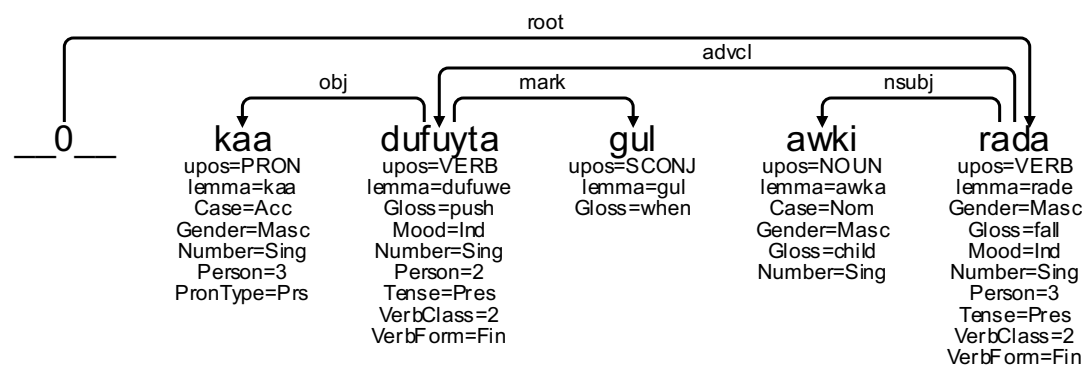 root
advcl
obj mark nsubj
__0__ kaa dufuyta gul awki rada
upos=PRON upos=VERB upos=SCONJ upos=NOUN upos=VERB
lemma=kaa lemma=dufuwe lemma=gul lemma=awka lemma=rade
Case=Acc Gloss=push Gloss=when Case=Nom Gender=Masc
Gender=Masc Mood=Ind Gender=Masc Gloss=fall
Number=Sing Number=Sing Gloss=child Mood=Ind
Person=3 Person=2 Number=Sing Number=Sing
PronType=Prs Tense=Pres Person=3
VerbClass=2 Tense=Pres
VerbForm=Fin VerbClass=2
VerbForm=Fin